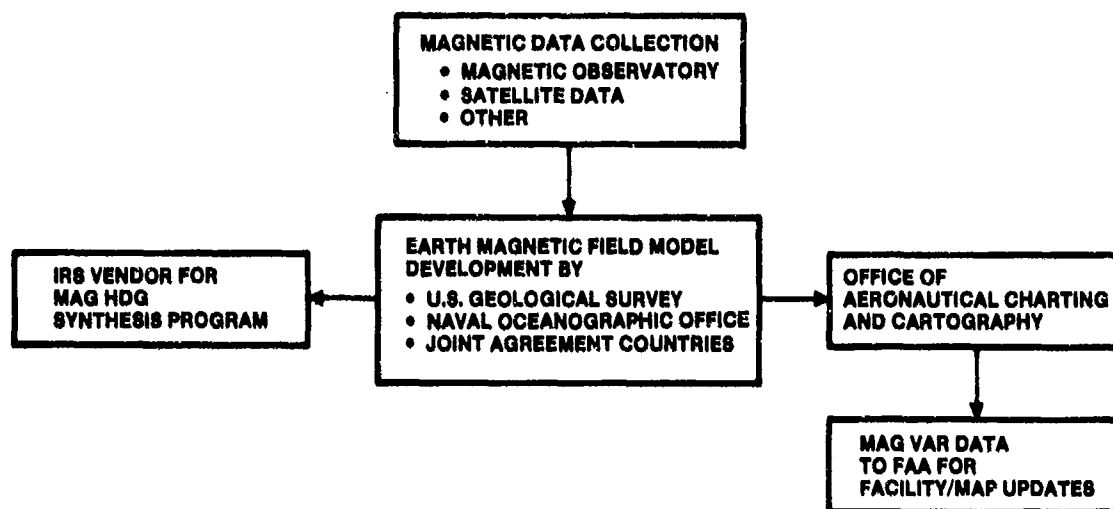 MAGNETIC DATA COLLECTION
• MAGNETIC OBSERVATORY
• SATELLITE DATA
• OTHER
EARTH MAGNETIC FIELD MODEL
DEVELOPMENT BY
• U.S. GEOLOGICAL SURVEY
• NAVAL OCEANOGRAPHIC OFFICE
• JOINT AGREEMENT COUNTRIES
IRS VENDOR FOR
MAG HDG
SYNTHESIS PROGRAM
OFFICE OF
AERONAUTICAL CHARTING
AND CARTOGRAPHY
MAG VAR DATA
TO FAA FOR
FACILITY/MAP UPDATES